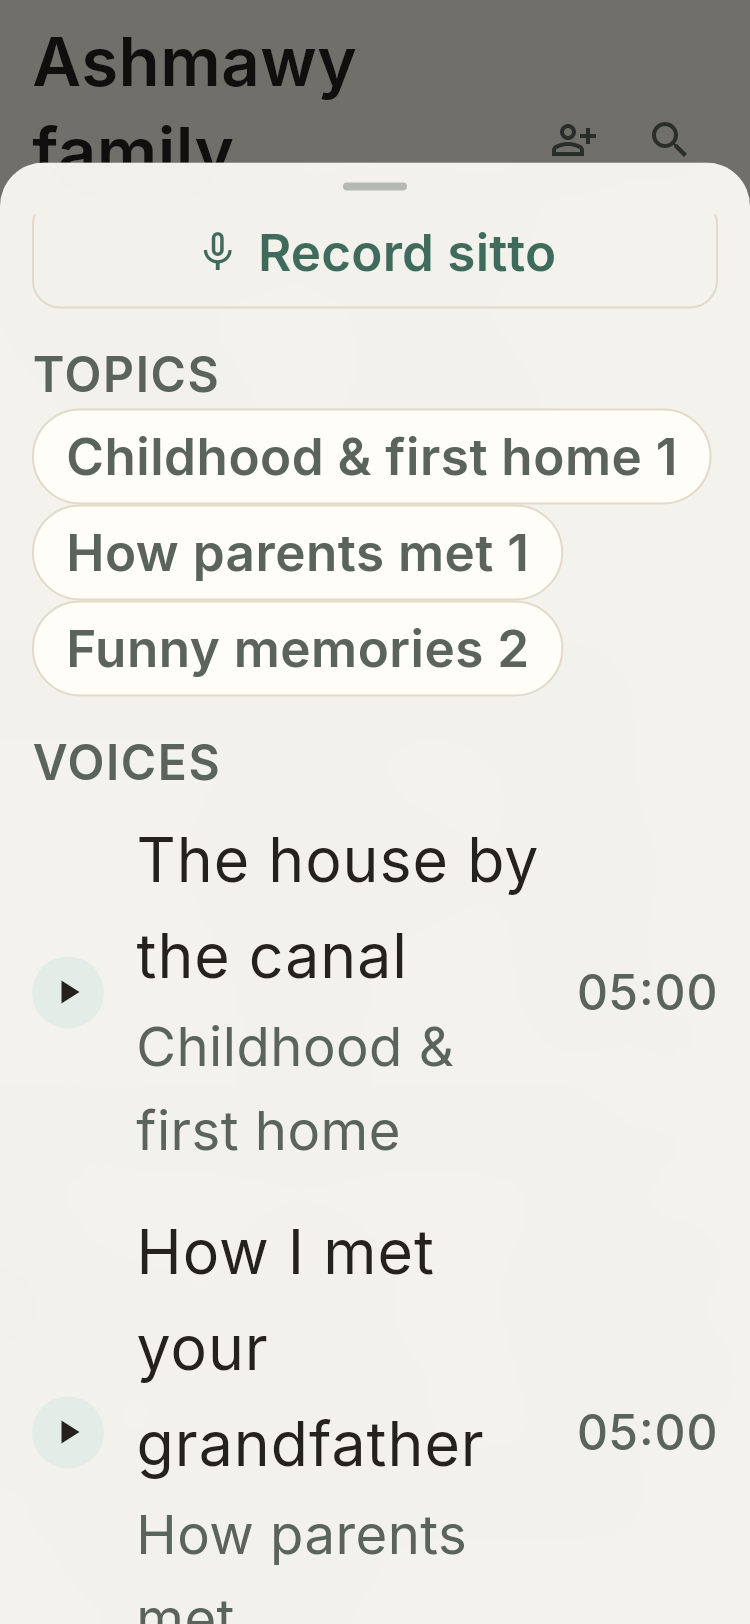 Ashmawy
family
Record sitto
TOPICS
Childhood & first home 1
How parents met 1
Funny memories 2
VOICES
The house by
the canal
Childhood &
first home
05:00
How I met
your
grandfather
How parents
met
05:00